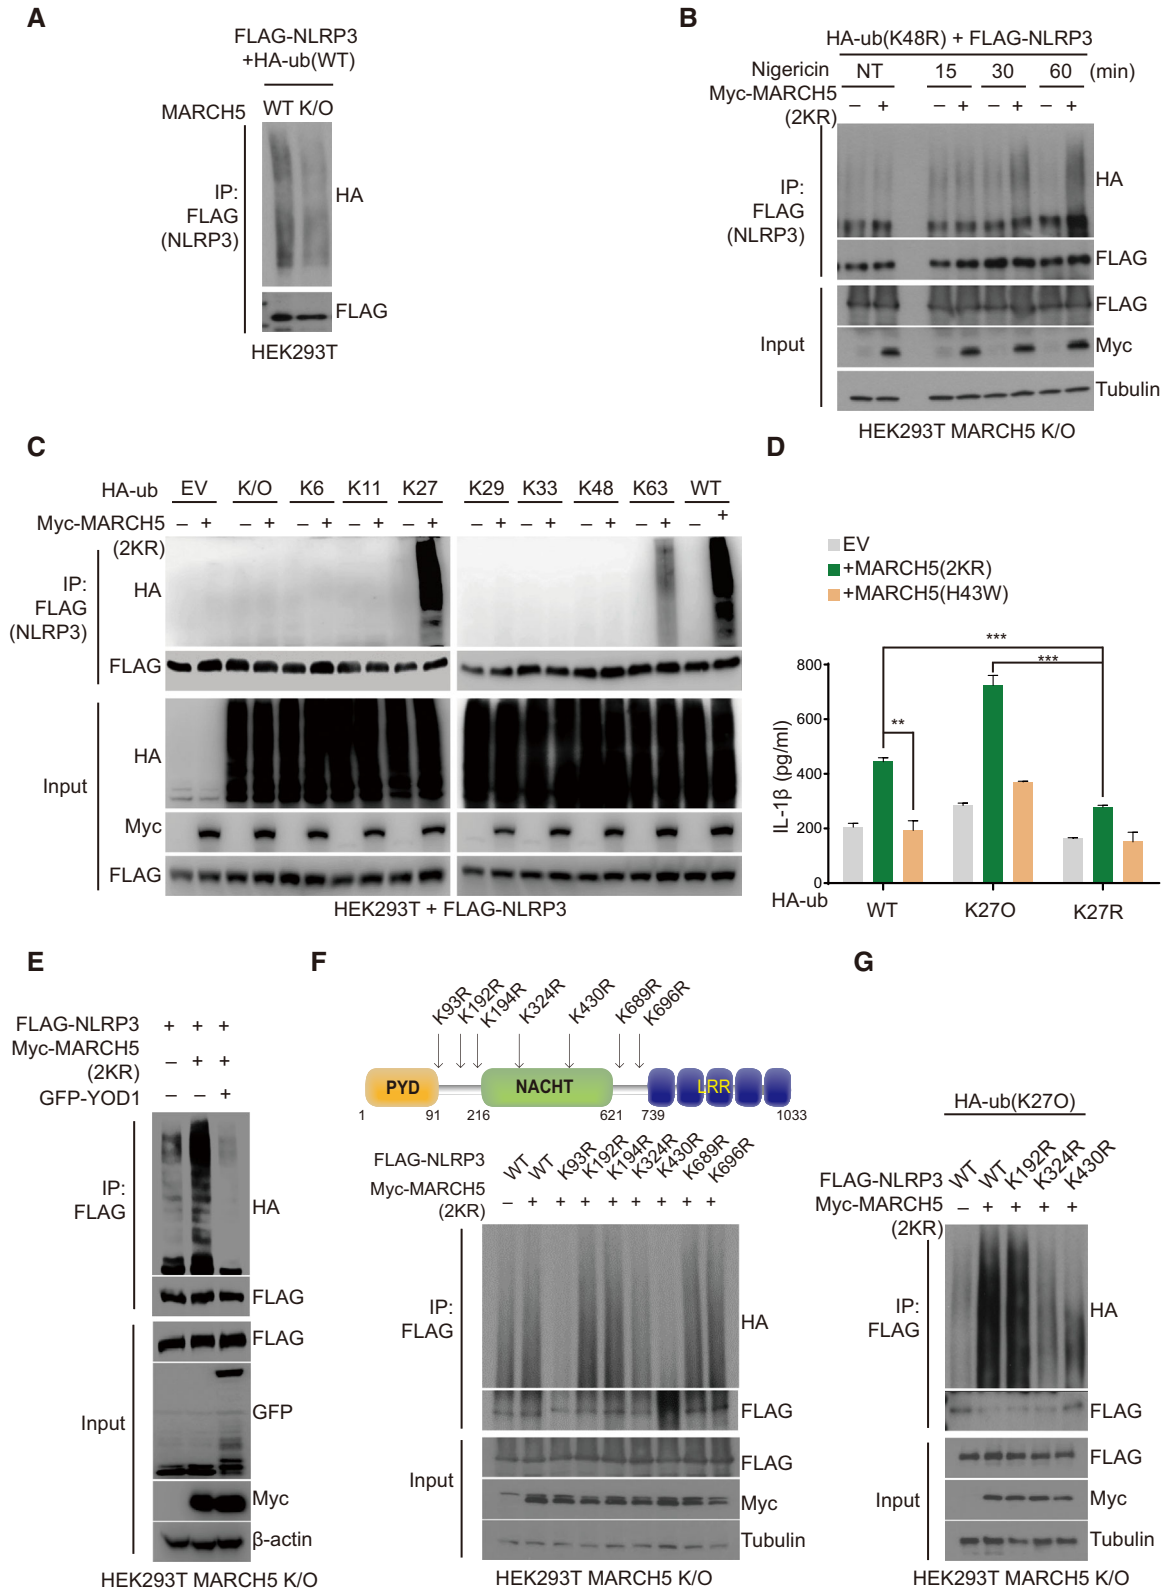 A
FLAG-NLRP3
+HA-ub(WT)
MARCH5 WT K/O
IP:
FLAG
(NLRP3)
HA
FLAG
HEK293T
B
HA-ub(K48R) + FLAG-NLRP3
Nigericin NT 15 30 60 (min)
Myc-MARCH5
(2KR)
– + – + – + – +
IP:
FLAG
(NLRP3)
HA
FLAG
FLAG
Input
Myc
Tubulin
HEK293T MARCH5 K/O
C
HA-ub EV K/O K6 K11 K27 K29 K33 K48 K63 WT
Myc-MARCH5 – + – + – + – + – + – + – + – + – + – +
(2KR)
IP:
FLAG
(NLRP3)
HA
FLAG
Input
HA
Myc
FLAG
HEK293T + FLAG-NLRP3
D
EV
+MARCH5(2KR)
+MARCH5(H43W)
***
***
**
IL-1β (pg/ml)
800
600
400
200
0
HA-ub WT K27O K27R
E
FLAG-NLRP3 + + +
Myc-MARCH5
(2KR)
– + +
GFP-YOD1 – – +
IP:
FLAG
HA
FLAG
FLAG
Input
GFP
Myc
β-actin
HEK293T MARCH5 K/O
F
K93R K192R K194R K324R K430R K689R K696R
PYD NACHT LRR
1 91 216 621 739 1033
FLAG-NLRP3 WT WT K93R K192R K194R K324R K430R K689R K696R
Myc-MARCH5
(2KR)
– + + + + + + + +
IP:
FLAG
HA
FLAG
FLAG
Input
Myc
Tubulin
HEK293T MARCH5 K/O
G
HA-ub(K27O)
FLAG-NLRP3 WT WT K192R K324R K430R
Myc-MARCH5 – + + + +
(2KR)
IP:
FLAG
HA
FLAG
FLAG
Input
Myc
Tubulin
HEK293T MARCH5 K/O